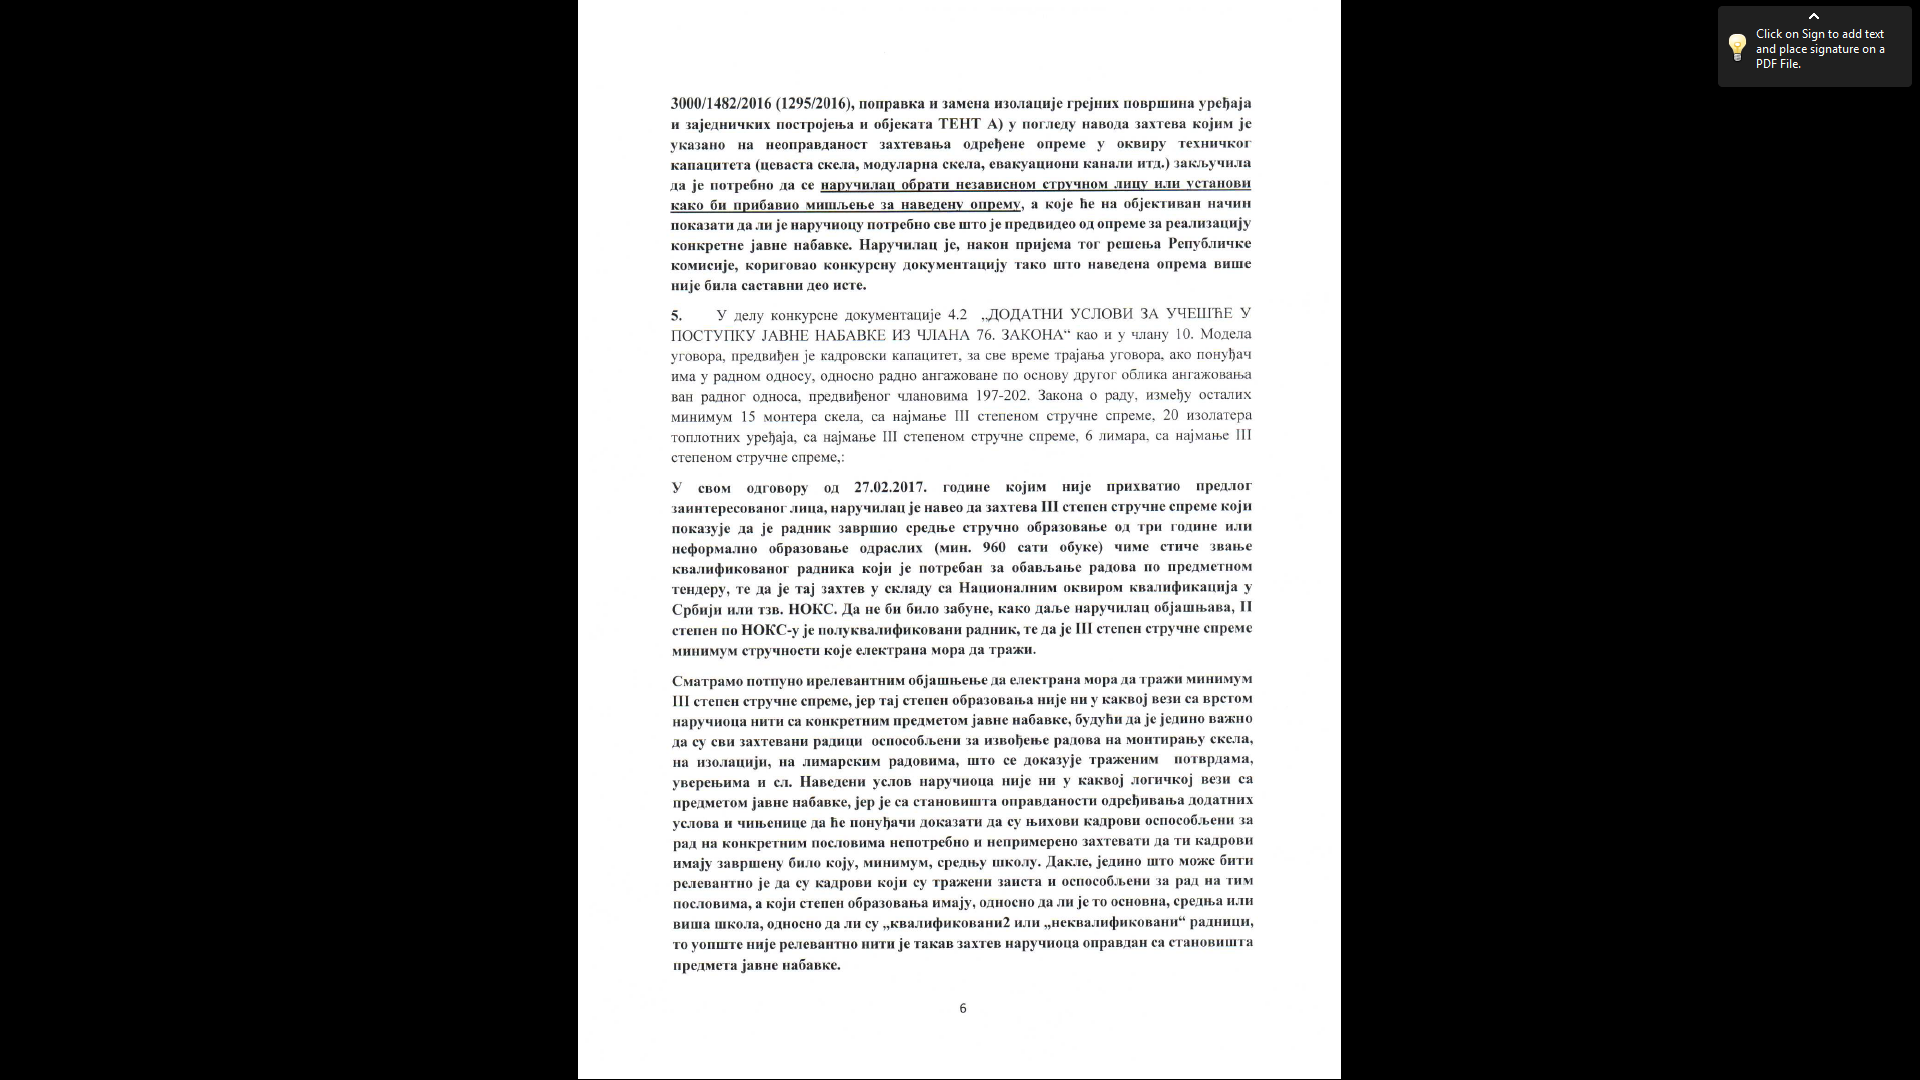 3000/1482/2016 (1295/2016), поправка и замена изолације грејних површина уређаја
и заједничких постројења и објеката ТЕНТ А) у погледу навода захтева којим је
указано на неоправданост захтевања одређене опреме у оквиру техничког
капацитета (цеваста скела, модуларна скела, евакуациони канали итд.) закључила
да је потребно да се наручилац обрати независном стручном лицу или установи
како би прибавио мишљење за наведену опрему, а које ће на објективан начин
показати да ли је наручиоцу потребно све што је предвидео од опреме за реализацију
конкретне јавне набавке. Наручилац је, након пријема тог решења Републичке
комисије, кориговао конкурсну документацију тако што наведена опрема више
није била саставни део исте.
5. У делу конкурсне документације 4.2 „ДОДАТНИ УСЛОВИ ЗА УЧЕШЋЕ У
ПОСТУПКУ ЈАВНЕ НАБАВКЕ ИЗ ЧЛАНА 76. ЗАКОНА“ као и у члану 10. Модела
уговора, предвиђен је кадровски капацитет, за све време трајања уговора, ако понуђач
има у радном односу, односно радно ангажоване по основу другог облика ангажовања
ван радног односа, предвиђеног члановима 197-202. Закона о раду, између осталих
минимум 15 монтера скела, са најмање III степеном стручне спреме, 20 изолатера
топлотних уређаја, са најмање III степеном стручне спреме, 6 лимара, са најмање III
степеном стручне спреме,:
У свом одговору од 27.02.2017. године којим није прихватио предлог
заинтересованог лица, наручилац је навео да захтева III степен стручне спреме који
показује да је радник завршио средње стручно образовање од три године или
неформално образовање одраслих (мин. 960 сати обуке) чиме стиче звање
квалификованог радника који је потребан за обављање радова по предметном
тендеру, те да је тај захтев у складу са Националним оквиром квалификација у
Србији или тзв. НОКС. Да не би било забуне, како даље наручилац објашњава, II
степен по НОКС-у је полуквалификовани радник, те да је III степен стручне спреме
минимум стручности које електрана мора да тражи.
Сматрамо потпуно ирелевантним објашњење да електрана мора да тражи минимум
III степен стручне спреме, јер тај степен образовања није ни у каквој вези са врстом
наручиоца нити са конкретним предметом јавне набавке, будући да је једино важно
да су сви захтевани радици оспособљени за извођење радова на монтирању скела,
на изолацији, на лимарским радовима, што се доказује траженим потврдама,
уверењима и сл. Наведени услов наручиоца није ни у каквој логичкој вези са
предметом јавне набавке, јер је са становишта оправданости одређивања додатних
услова и чињенице да ће понуђачи доказати да су њихови кадрови оспособљени за
рад на конкретним пословима непотребно и непримерено захтевати да ти кадрови
имају завршену било коју, минимум, средњу школу. Дакле, једино што може бити
релевантно је да су кадрови који су тражени заиста и оспособљени за рад на тим
пословима, а који степен образовања имају, односно да ли је то основна, средња или
виша школа, односно да ли су „квалификовани2 или „неквалификовани“ радници,
то уопште није релевантно нити је такав захтев наручиоца оправдан са становишта
предмета јавне набавке.
6
Click on Sign to add text
and place signature on a
PDF File.